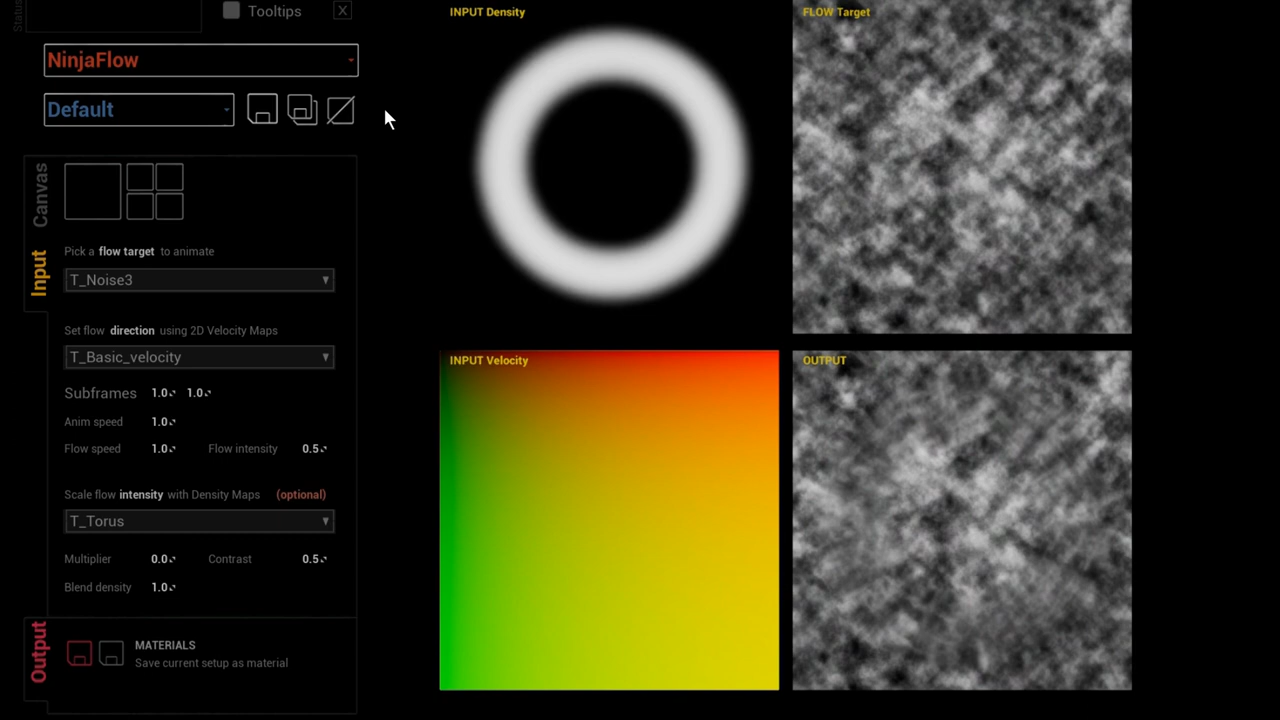 Status
Tooltips
X
NinjaFlow
Default
Canvas
Input
Output
Pick a flow target to animate
T_Noise3
Set flow direction using 2D Velocity Maps
T_Basic_velocity
Subframes 1.0 1.0
Anim speed 1.0
Flow speed 1.0 Flow intensity 0.5
Scale flow intensity with Density Maps (optional)
T_Torus
Multiplier 0.0 Contrast 0.5
Blend density 1.0
MATERIALS
Save current setup as material
INPUT Density
FLOW Target
INPUT Velocity
OUTPUT